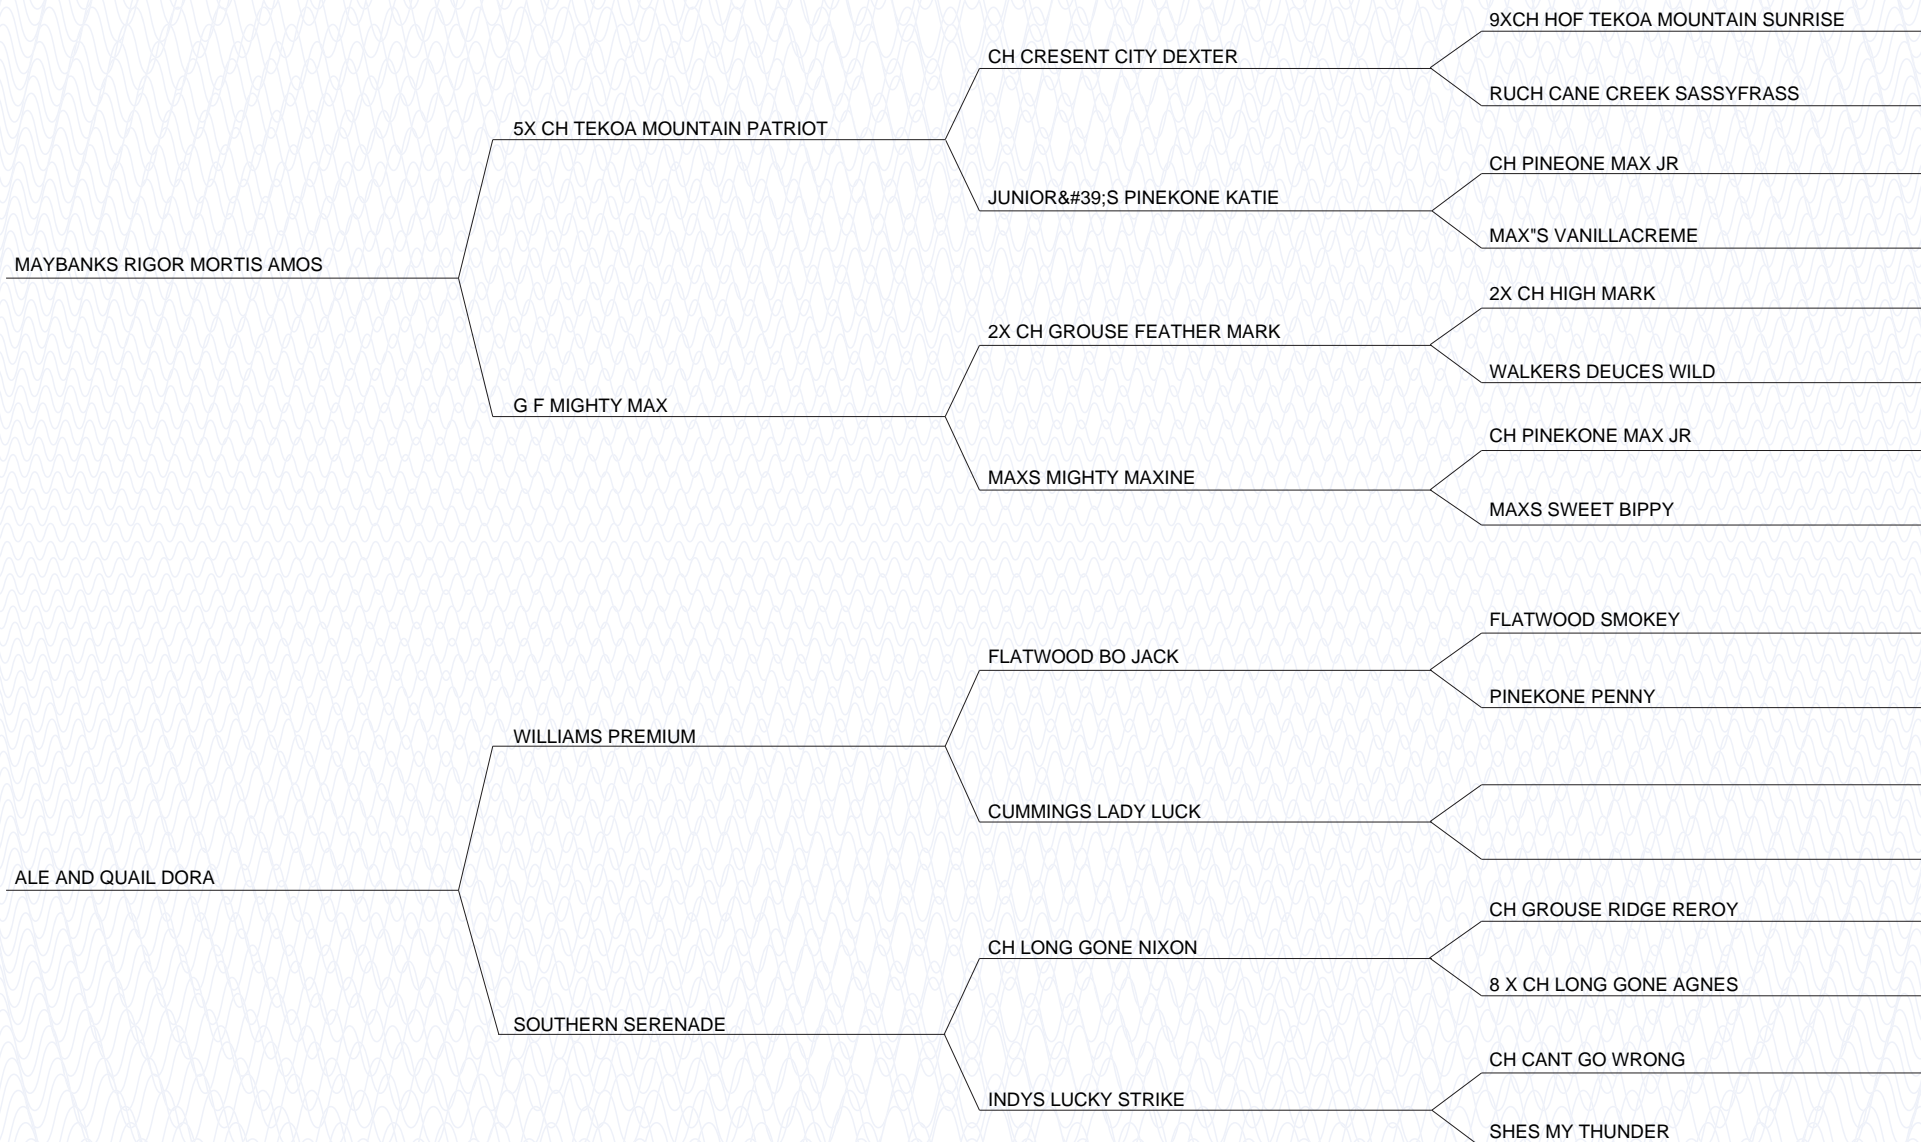 9XCH HOF TEKOA MOUNTAIN SUNRISE
CH CRESENT CITY DEXTER
RUCH CANE CREEK SASSYFRASS
5X CH TEKOA MOUNTAIN PATRIOT
CH PINEONE MAX JR
JUNIOR&#39;S PINEKONE KATIE
MAX"S VANILLACREME
MAYBANKS RIGOR MORTIS AMOS
2X CH HIGH MARK
2X CH GROUSE FEATHER MARK
WALKERS DEUCES WILD
G F MIGHTY MAX
CH PINEKONE MAX JR
MAXS MIGHTY MAXINE
MAXS SWEET BIPPY
FLATWOOD SMOKEY
FLATWOOD BO JACK
PINEKONE PENNY
WILLIAMS PREMIUM
CUMMINGS LADY LUCK
ALE AND QUAIL DORA
CH GROUSE RIDGE REROY
CH LONG GONE NIXON
8 X CH LONG GONE AGNES
SOUTHERN SERENADE
CH CANT GO WRONG
INDYS LUCKY STRIKE
SHES MY THUNDER